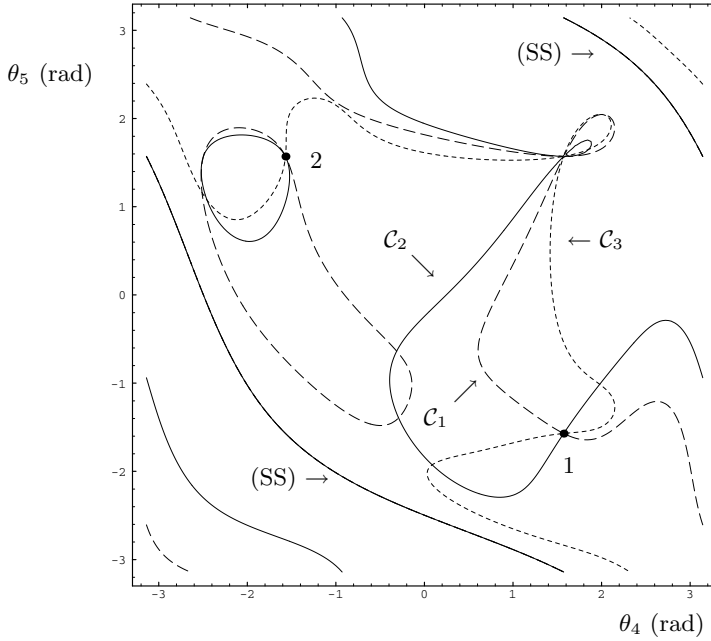 3
(SS) →
θ5 (rad)
2
2
1
C2
← C3
0
-1
C1
1
-2
(SS) →
-3
-3 -2 -1 0 1 2 3
θ4 (rad)